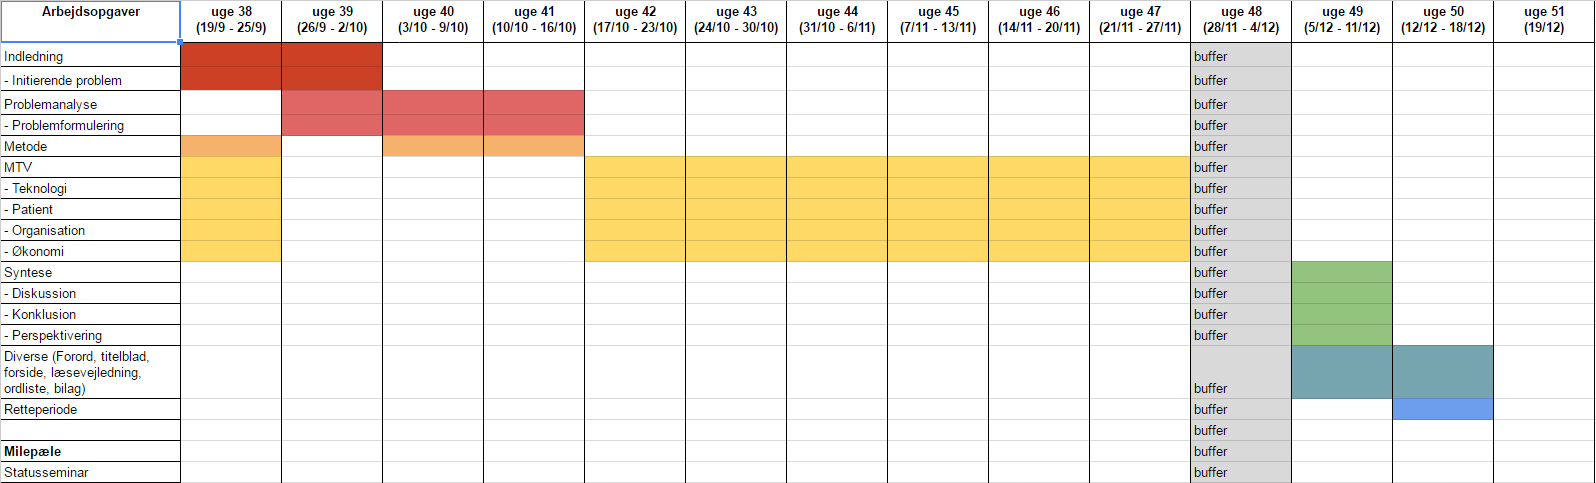 Arbejdsopgaver uge 38 uge 39 uge 40 uge 41 uge 42 uge 43 uge 44 uge 45 uge 46 uge 47 uge 48 uge 49 uge 50 uge 51
(19/9 - 25/9) (26/9 - 2/10) (3/10 - 9/10) (10/10 - 16/10) (17/10 - 23/10) (24/10 - 30/10) (31/10 - 6/11) (7/11 - 13/11) (14/11 - 20/11) (21/11 - 27/11) (28/11 - 4/12) (5/12 - 11/12) (12/12 - 18/12) (19/12)
Indledning buffer
- Initierende problem buffer
Problemanalyse buffer
- Problemformulering buffer
Metode buffer
MTV buffer
- Teknologi buffer
- Patient buffer
- Organisation buffer
- Økonomi buffer
Syntese buffer
- Diskussion buffer
- Konklusion buffer
- Perspektivering buffer
Diverse (Forord, titelblad,
forside, læsevejledning,
ordliste, bilag) buffer
Retteperiode buffer
buffer
Milepæle buffer
Statusseminar buffer